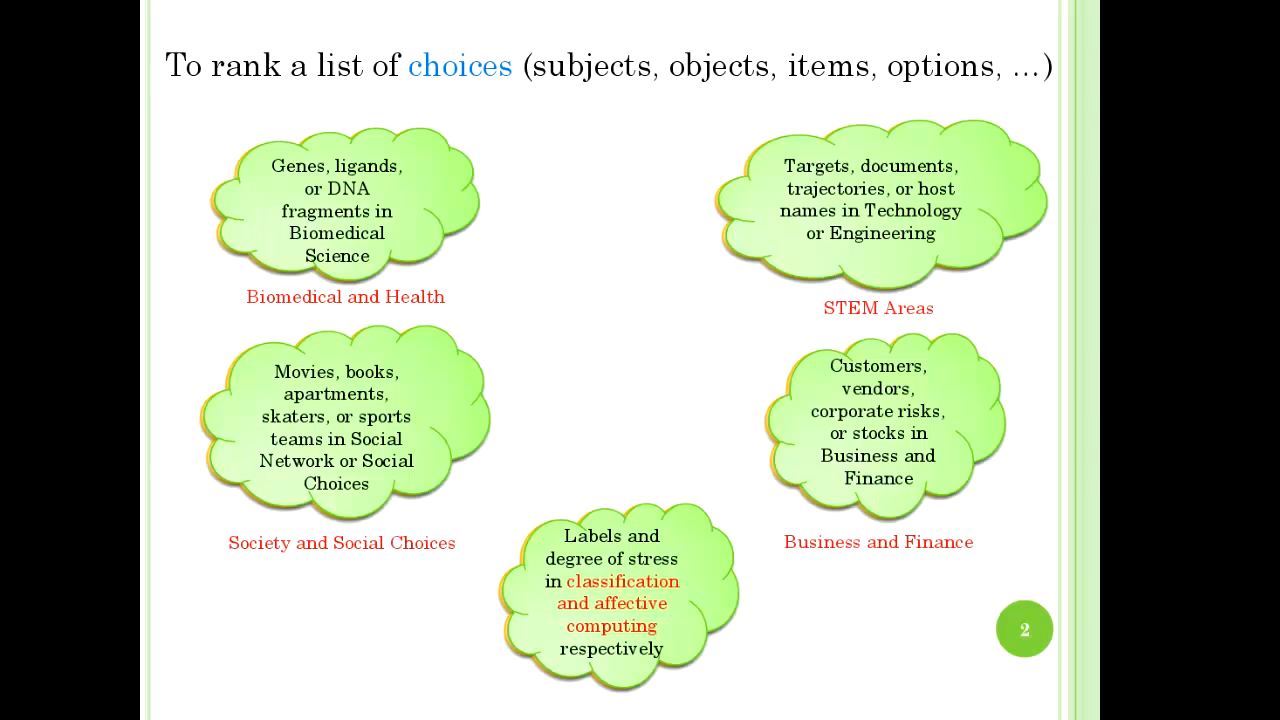 To rank a list of choices (subjects, objects, items, options, ...)
Genes, ligands,
or DNA
fragments in
Biomedical
Science
Biomedical and Health
Targets, documents,
trajectories, or host
names in Technology
or Engineering
STEM Areas
Movies, books,
apartments,
skaters, or sports
teams in Social
Network or Social
Choices
Society and Social Choices
Customers,
vendors,
corporate risks,
or stocks in
Business and
Finance
Business and Finance
Labels and
degree of stress
in classification
and affective
computing
respectively
2